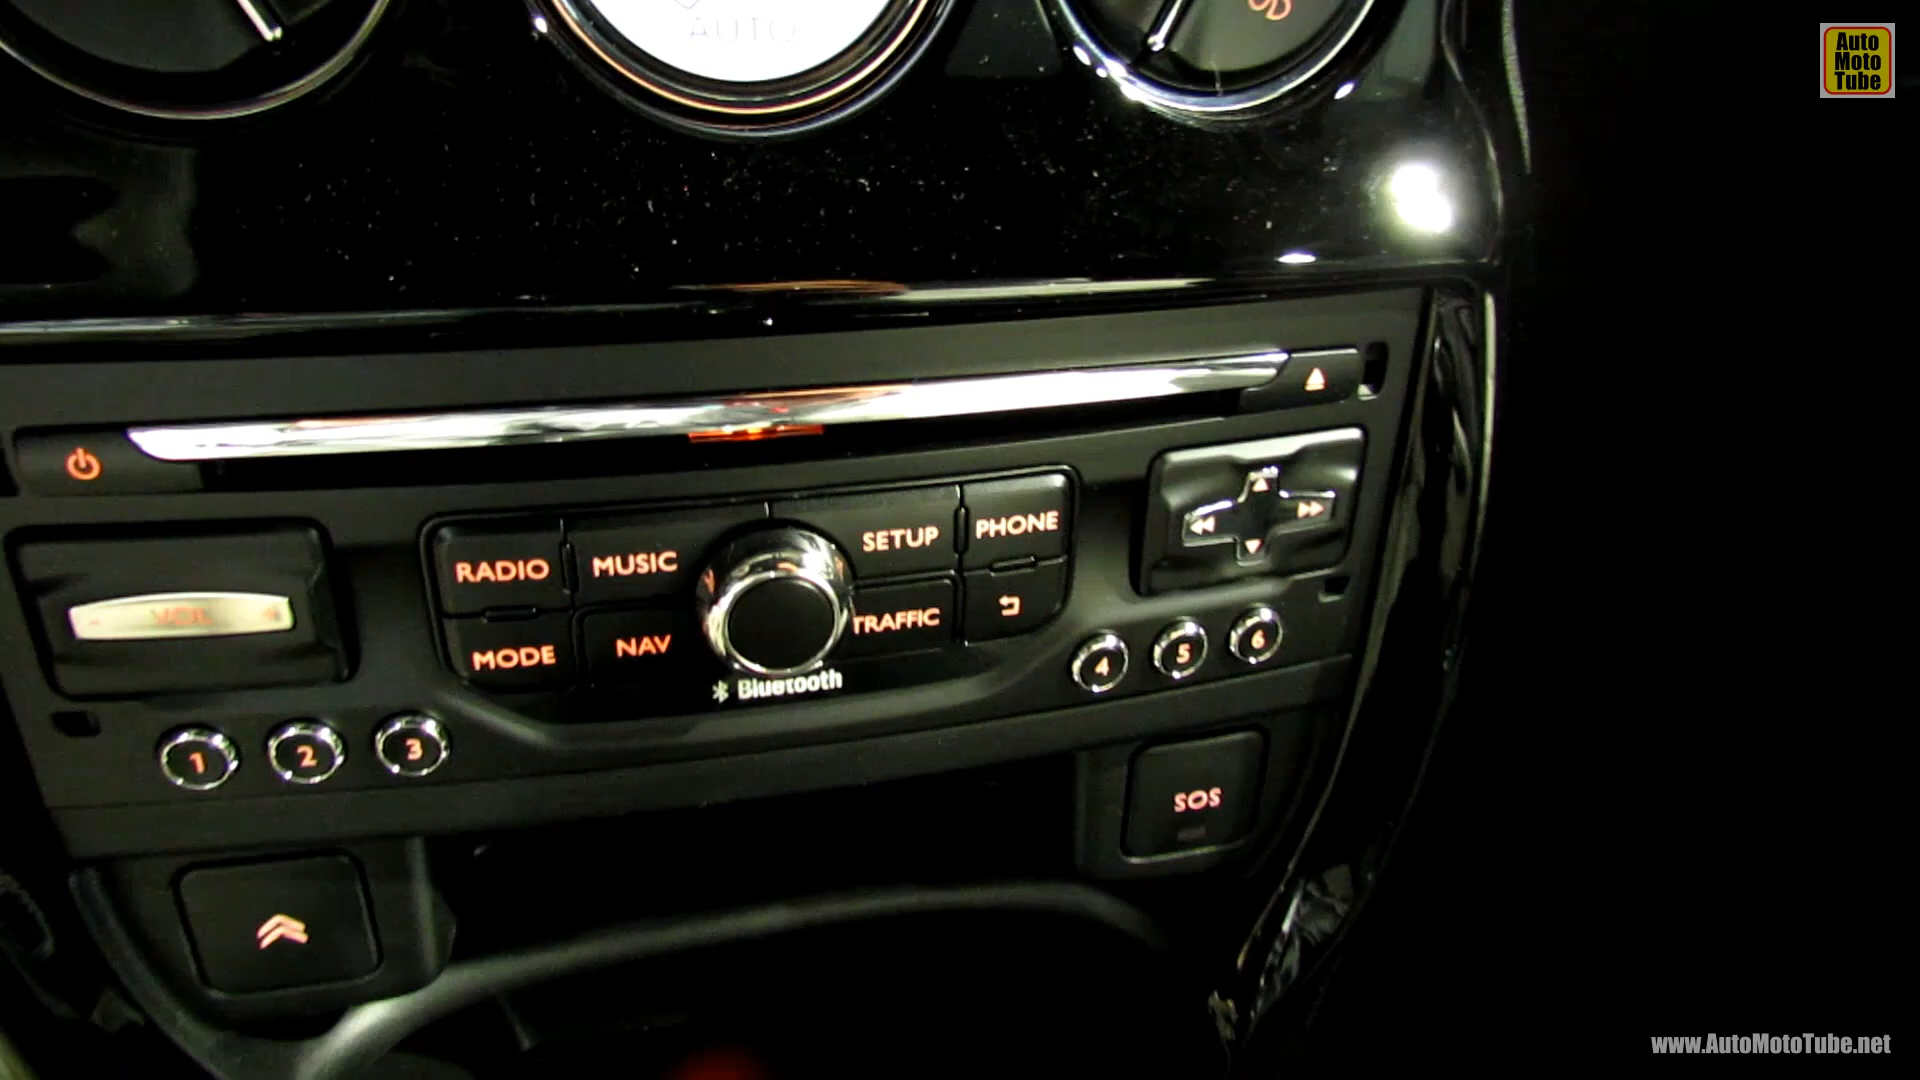 AUTO
Auto
Moto
Tube
RADIO
MUSIC
SETUP
PHONE
VOL
MODE
NAV
TRAFFIC
Bluetooth
1
2
3
4
5
6
SOS
www.AutoMotoTube.net